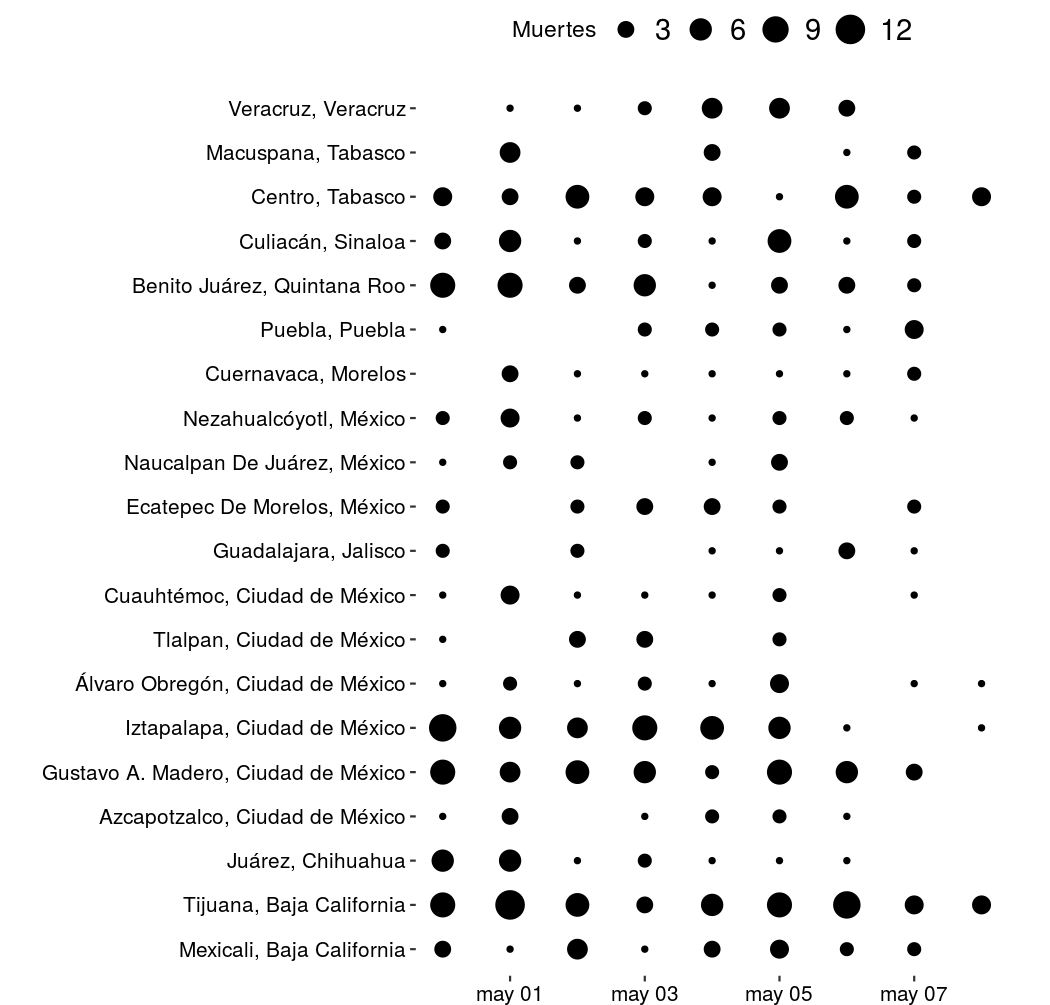 Muertes 3 6 9 12
Veracruz, Veracruz
Macuspana, Tabasco
Centro, Tabasco
Culiacán, Sinaloa
Benito Juárez, Quintana Roo
Puebla, Puebla
Cuernavaca, Morelos
Nezahualcóyotl, México
Naucalpan De Juárez, México
Ecatepec De Morelos, México
Guadalajara, Jalisco
Cuauhtémoc, Ciudad de México
Tlalpan, Ciudad de México
Álvaro Obregón, Ciudad de México
Iztapalapa, Ciudad de México
Gustavo A. Madero, Ciudad de México
Azcapotzalco, Ciudad de México
Juárez, Chihuahua
Tijuana, Baja California
Mexicali, Baja California
may 01 may 03 may 05 may 07